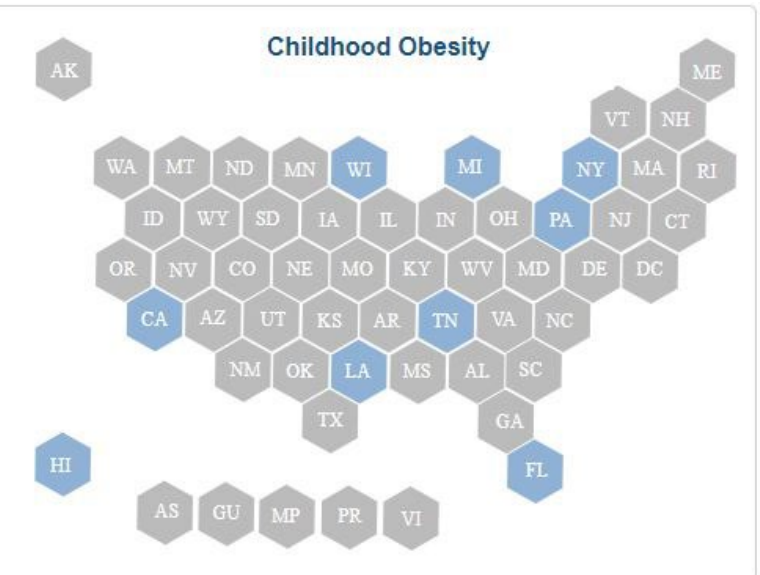 Childhood Obesity
AK
ME
VT NH
WA MT ND MN WI MI NY MA RI
ID WY SD IA IL IN OH PA NJ CT
OR NV CO NE MO KY WV MD DE DC
CA AZ UT KS AR TN VA NC
NM OK LA MS AL SC
TX GA
HI FL
AS GU MP PR VI